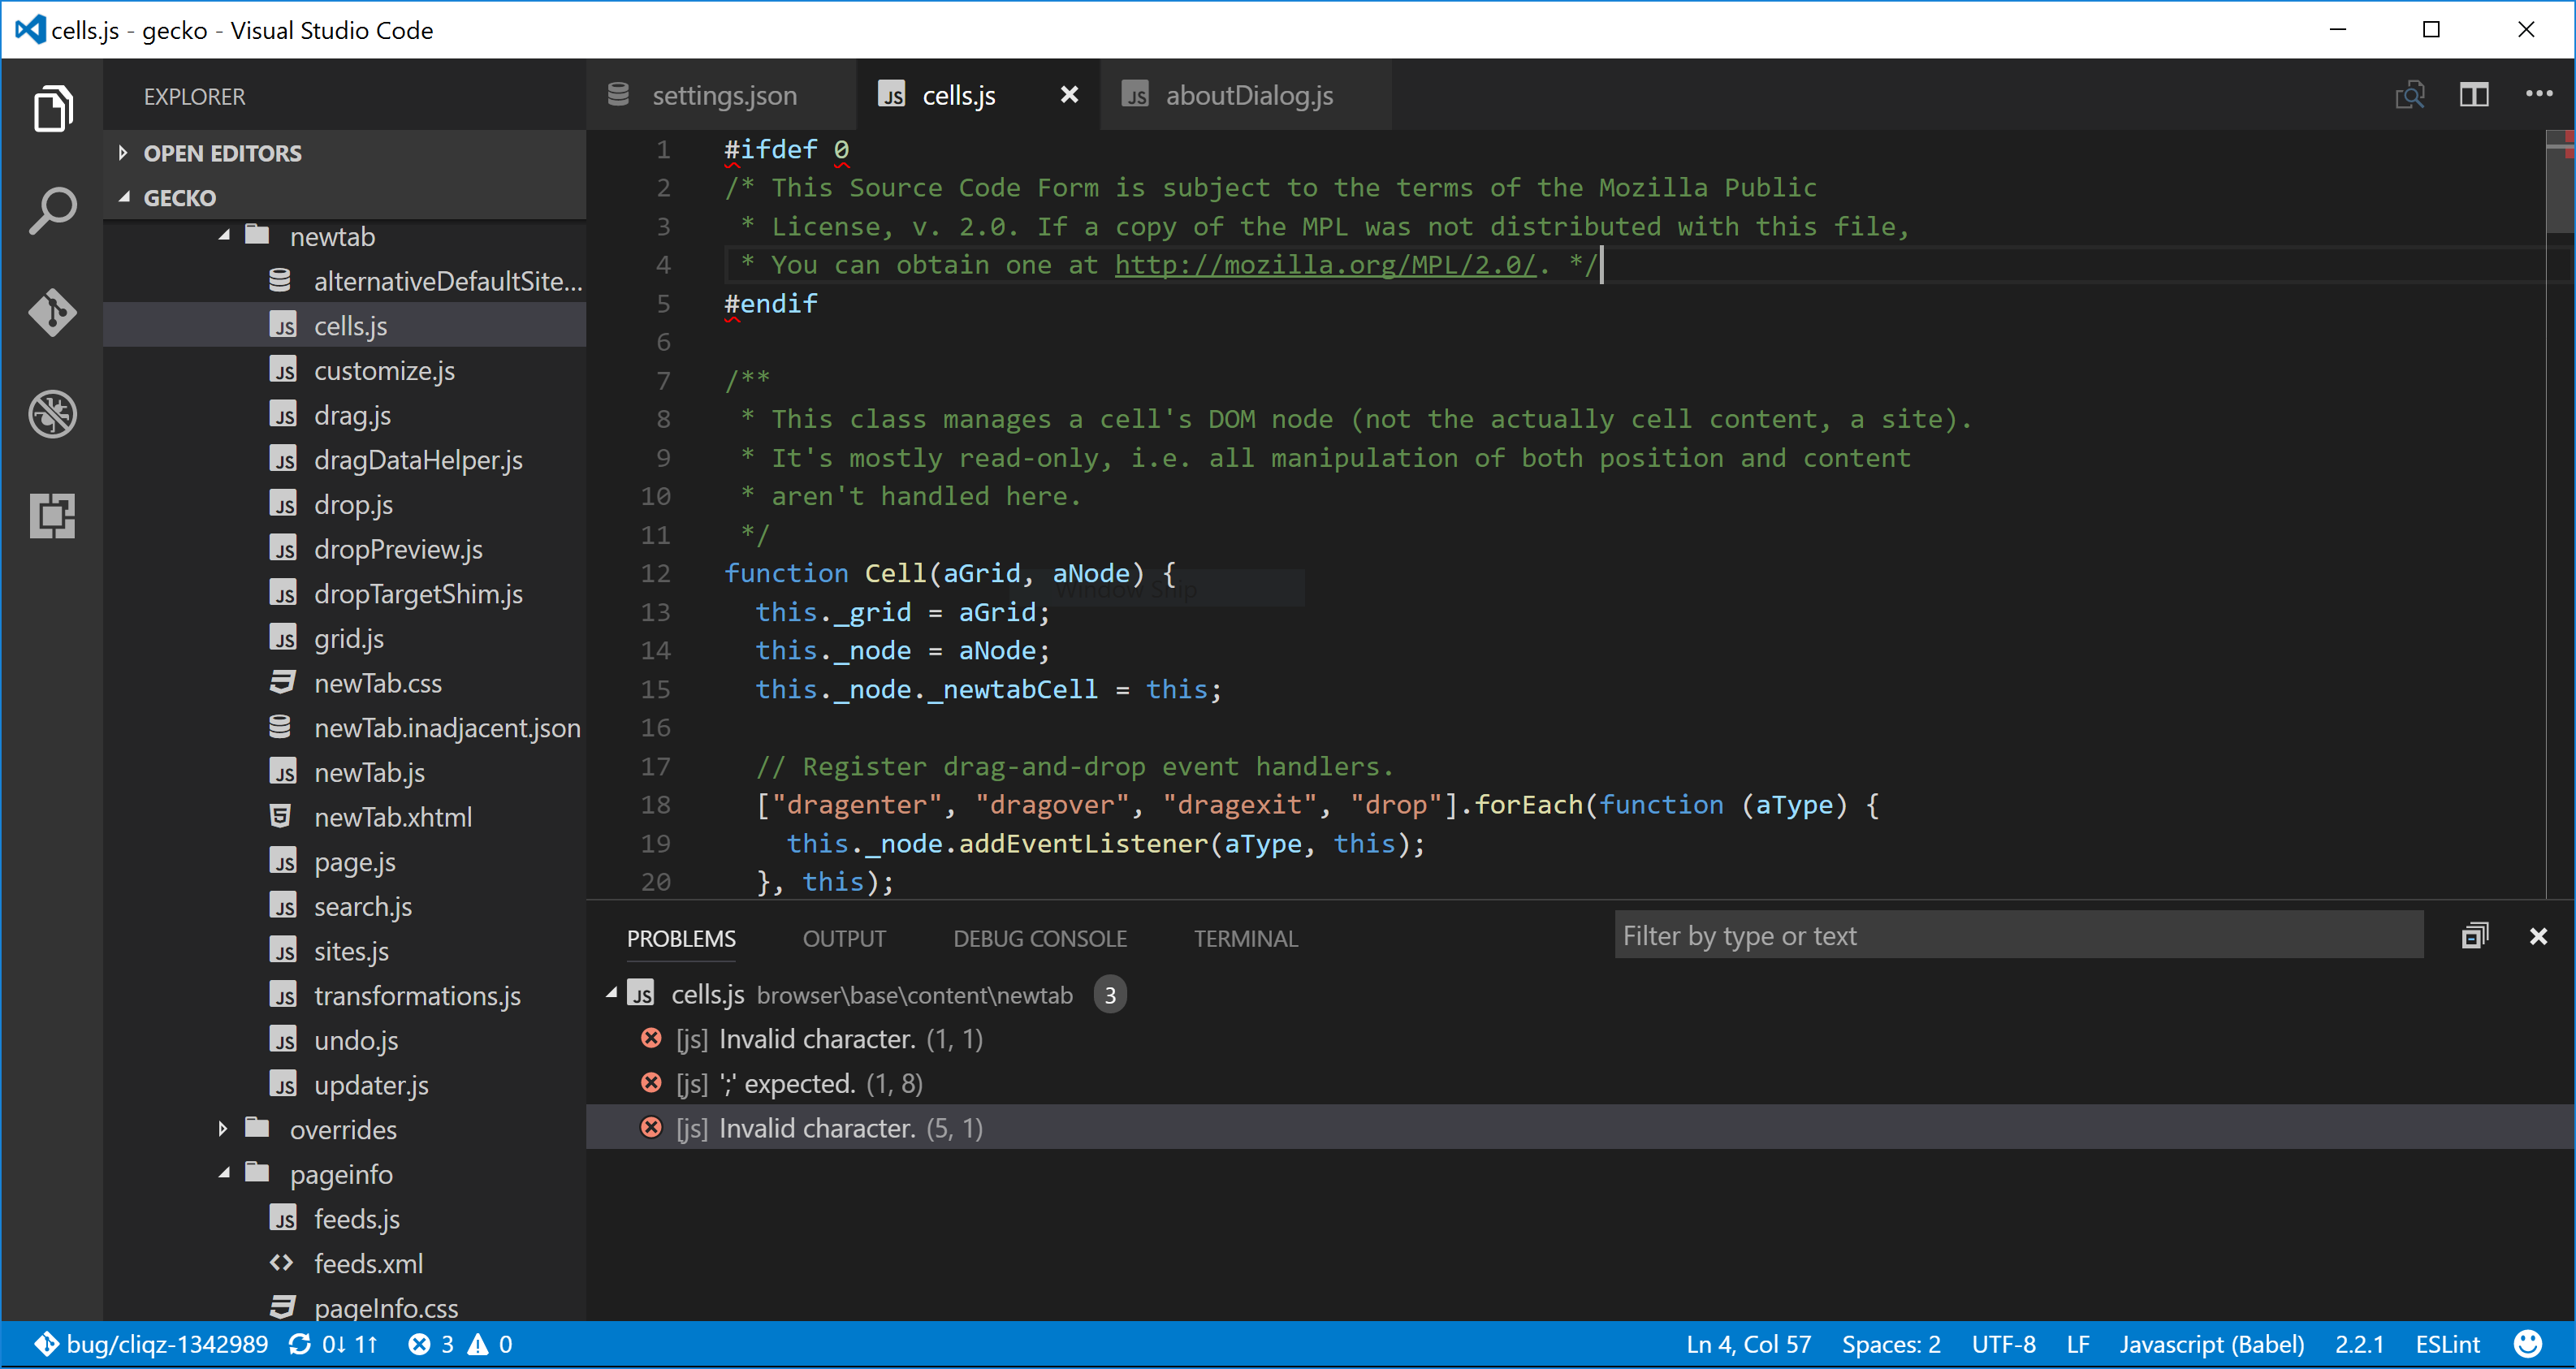 cells.js - gecko - Visual Studio Code
EXPLORER
OPEN EDITORS
GECKO
newtab
alternativeDefaultSite...
cells.js
customize.js
drag.js
dragDataHelper.js
drop.js
dropPreview.js
dropTargetShim.js
grid.js
newTab.css
newTab.inadjacent.json
newTab.js
newTab.xhtml
page.js
search.js
sites.js
transformations.js
undo.js
updater.js
overrides
pageinfo
feeds.js
feeds.xml
pageInfo.css
settings.json
cells.js
aboutDialog.js
1 #ifdef 0
2 /* This Source Code Form is subject to the terms of the Mozilla Public
3  * License, v. 2.0. If a copy of the MPL was not distributed with this file,
4  * You can obtain one at http://mozilla.org/MPL/2.0/. */
5 #endif
6
7 /**
8  * This class manages a cell's DOM node (not the actually cell content, a site).
9  * It's mostly read-only, i.e. all manipulation of both position and content
10  * aren't handled here.
11  */
12 function Cell(aGrid, aNode) {
Window Snip
13   this._grid = aGrid;
14   this._node = aNode;
15   this._node._newtabCell = this;
16
17   // Register drag-and-drop event handlers.
18   ["dragenter", "dragover", "dragexit", "drop"].forEach(function (aType) {
19     this._node.addEventListener(aType, this);
20   }, this);
PROBLEMS OUTPUT DEBUG CONSOLE TERMINAL Filter by type or text
cells.js browser\base\content\newtab 3
[js] Invalid character. (1, 1)
[js] ';' expected. (1, 8)
[js] Invalid character. (5, 1)
bug/cliqz-1342989 0↓ 1↑ 3 0 Ln 4, Col 57 Spaces: 2 UTF-8 LF Javascript (Babel) 2.2.1 ESLint